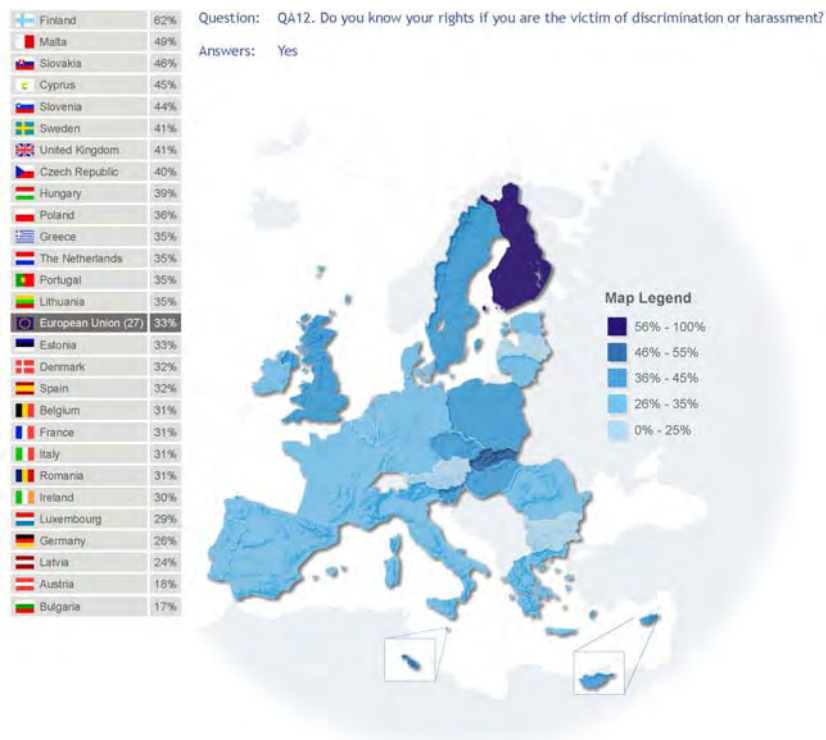 Question: QA12. Do you know your rights if you are the victim of discrimination or harassment?
Answers: Yes
Finland 62%
Malta 49%
Slovakia 46%
Cyprus 45%
Slovenia 44%
Sweden 41%
United Kingdom 41%
Czech Republic 40%
Hungary 39%
Poland 36%
Greece 35%
The Netherlands 35%
Portugal 35%
Lithuania 35%
European Union (27) 33%
Estonia 33%
Denmark 32%
Spain 32%
Belgium 31%
France 31%
Italy 31%
Romania 31%
Ireland 30%
Luxembourg 29%
Germany 26%
Latvia 24%
Austria 18%
Bulgaria 17%
Map Legend
56% - 100%
46% - 55%
36% - 45%
26% - 35%
0% - 25%